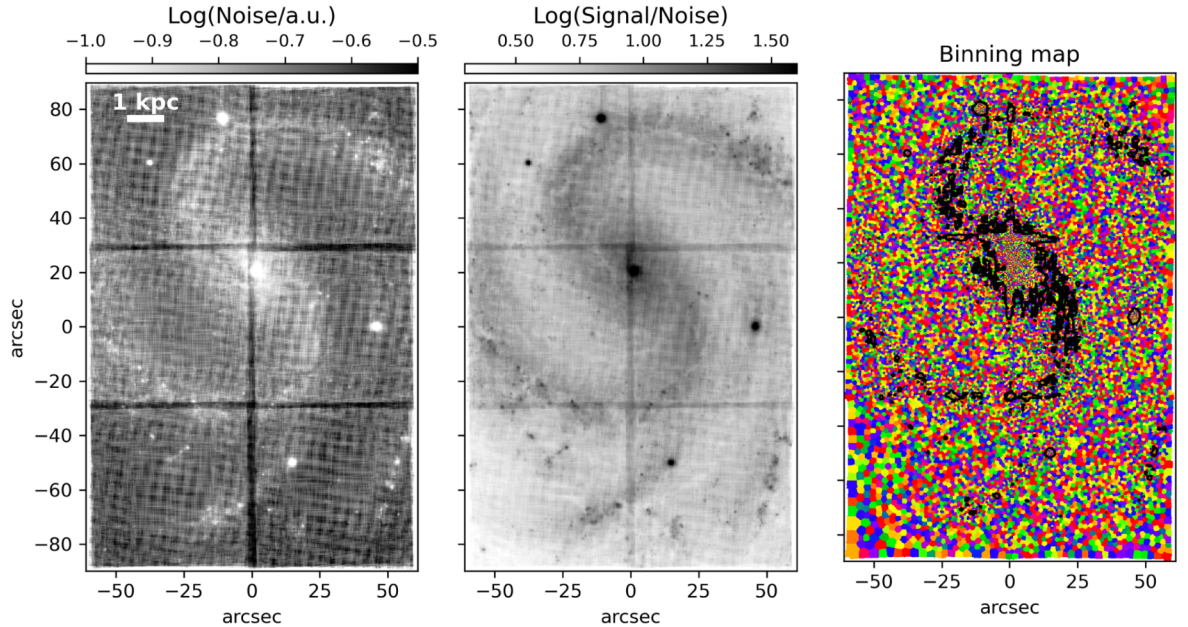 Log(Noise/a.u.)
−1.0 −0.9 −0.8 −0.7 −0.6 −0.5
1 kpc
80
60
40
20
0
−20
−40
−60
−80
arcsec
−50 −25 0 25 50
arcsec
Log(Signal/Noise)
0.50 0.75 1.00 1.25 1.50
−50 −25 0 25 50
arcsec
Binning map
−50 −25 0 25 50
arcsec